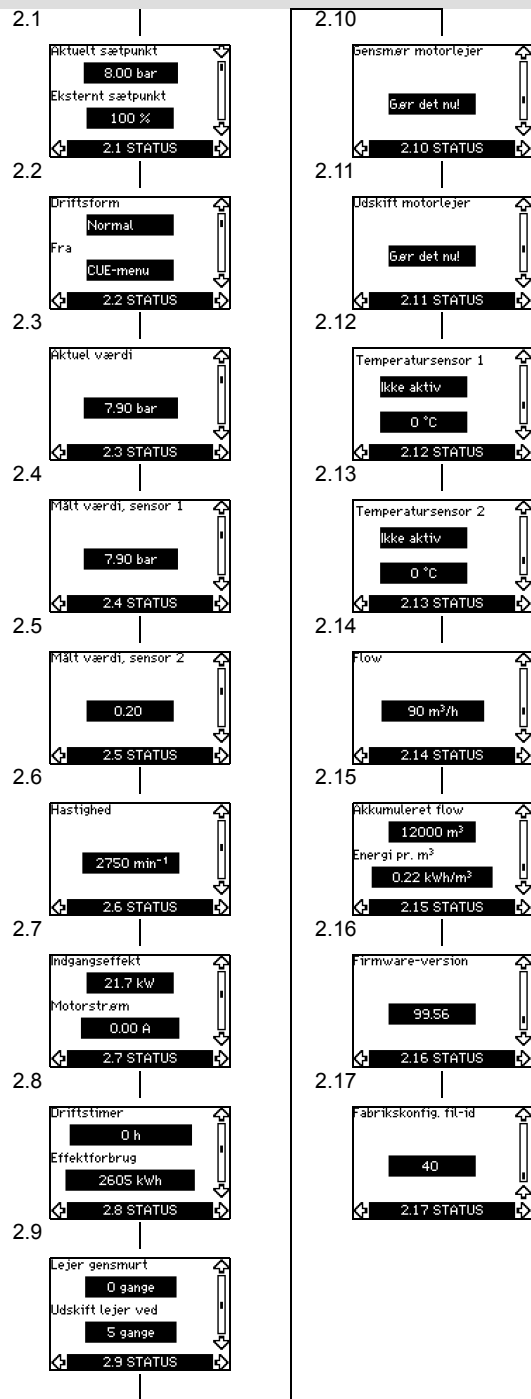 2.1
Aktuelt sætpunkt
8.00 bar
Eksternt sætpunkt
100 %
2.1 STATUS
2.2
Driftsform
Normal
Fra
CUE-menu
2.2 STATUS
2.3
Aktuel værdi
7.90 bar
2.3 STATUS
2.4
Målt værdi, sensor 1
7.90 bar
2.4 STATUS
2.5
Målt værdi, sensor 2
0.20
2.5 STATUS
2.6
Hastighed
2750 min⁻¹
2.6 STATUS
2.7
Indgangseffekt
21.7 kW
Motorstrøm
0.00 A
2.7 STATUS
2.8
Driftstimer
0 h
Effektforbrug
2605 kWh
2.8 STATUS
2.9
Lejer gensmurt
0 gange
Udskift lejer ved
5 gange
2.9 STATUS
2.10
Gensmør motorlejer
Gør det nu!
2.10 STATUS
2.11
Udskift motorlejer
Gør det nu!
2.11 STATUS
2.12
Temperatursensor 1
Ikke aktiv
0 °C
2.12 STATUS
2.13
Temperatursensor 2
Ikke aktiv
0 °C
2.13 STATUS
2.14
Flow
90 m³/h
2.14 STATUS
2.15
Akkumuleret flow
12000 m³
Energi pr. m³
0.22 kWh/m³
2.15 STATUS
2.16
Firmware-version
99.56
2.16 STATUS
2.17
Fabrikskonfig. fil-id
40
2.17 STATUS